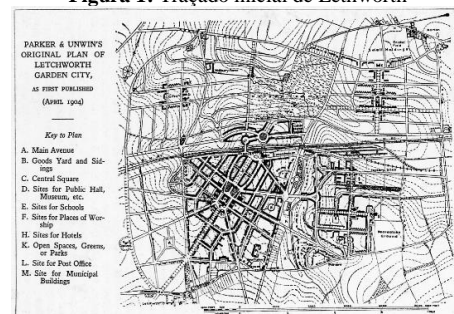 Figura 1: Traçado inicial de Lethworth
PARKER & UNWIN'S
ORIGINAL PLAN OF
LETCHWORTH
GARDEN CITY,
AS FIRST PUBLISHED
(APRIL 1904)
Key to Plan
A. Main Avenue
B. Goods Yard and Sid-
ings
C. Central Square
D. Sites for Public Hall,
Museum, etc.
E. Sites for Schools
F. Sites for Places of Wor-
ship
H. Sites for Hotels
K. Open Spaces, Greens,
or Parks
L. Site for Post Office
M. Site for Municipal
Buildings